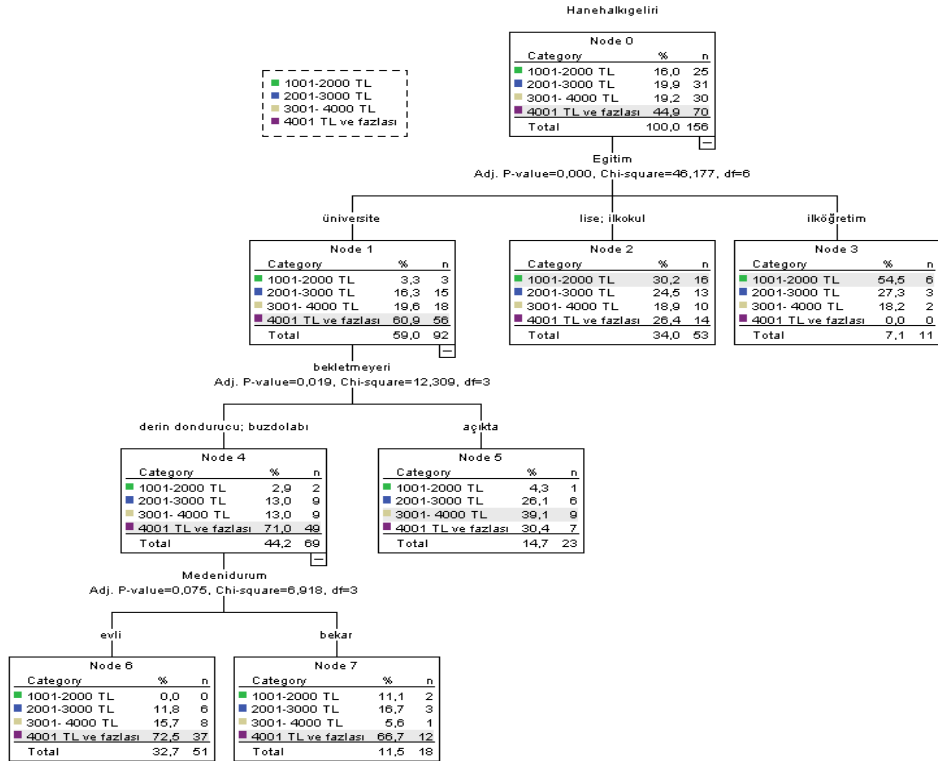 Hanehalkıgeliri
Node 0
Category % n
1001-2000 TL 16,0 25
2001-3000 TL 19,9 31
3001- 4000 TL 19,2 30
4001 TL ve fazlası 44,9 70
Total 100,0 156
1001-2000 TL
2001-3000 TL
3001- 4000 TL
4001 TL ve fazlası
Egitim
Adj. P-value=0,000, Chi-square=46,177, df=6
üniversite
lise; ilkokul
ilköğretim
Node 1
Category % n
1001-2000 TL 3,3 3
2001-3000 TL 16,3 15
3001- 4000 TL 19,6 18
4001 TL ve fazlası 60,9 56
Total 59,0 92
Node 2
Category % n
1001-2000 TL 30,2 16
2001-3000 TL 24,5 13
3001- 4000 TL 18,9 10
4001 TL ve fazlası 26,4 14
Total 34,0 53
Node 3
Category % n
1001-2000 TL 54,5 6
2001-3000 TL 27,3 3
3001- 4000 TL 18,2 2
4001 TL ve fazlası 0,0 0
Total 7,1 11
bekletmeyeri
Adj. P-value=0,019, Chi-square=12,309, df=3
derin dondurucu; buzdolabı
açıkta
Node 4
Category % n
1001-2000 TL 2,9 2
2001-3000 TL 13,0 9
3001- 4000 TL 13,0 9
4001 TL ve fazlası 71,0 49
Total 44,2 69
Node 5
Category % n
1001-2000 TL 4,3 1
2001-3000 TL 26,1 6
3001- 4000 TL 39,1 9
4001 TL ve fazlası 30,4 7
Total 14,7 23
Medenidurum
Adj. P-value=0,075, Chi-square=6,918, df=3
evli
bekar
Node 6
Category % n
1001-2000 TL 0,0 0
2001-3000 TL 11,8 6
3001- 4000 TL 15,7 8
4001 TL ve fazlası 72,5 37
Total 32,7 51
Node 7
Category % n
1001-2000 TL 11,1 2
2001-3000 TL 16,7 3
3001- 4000 TL 5,6 1
4001 TL ve fazlası 66,7 12
Total 11,5 18